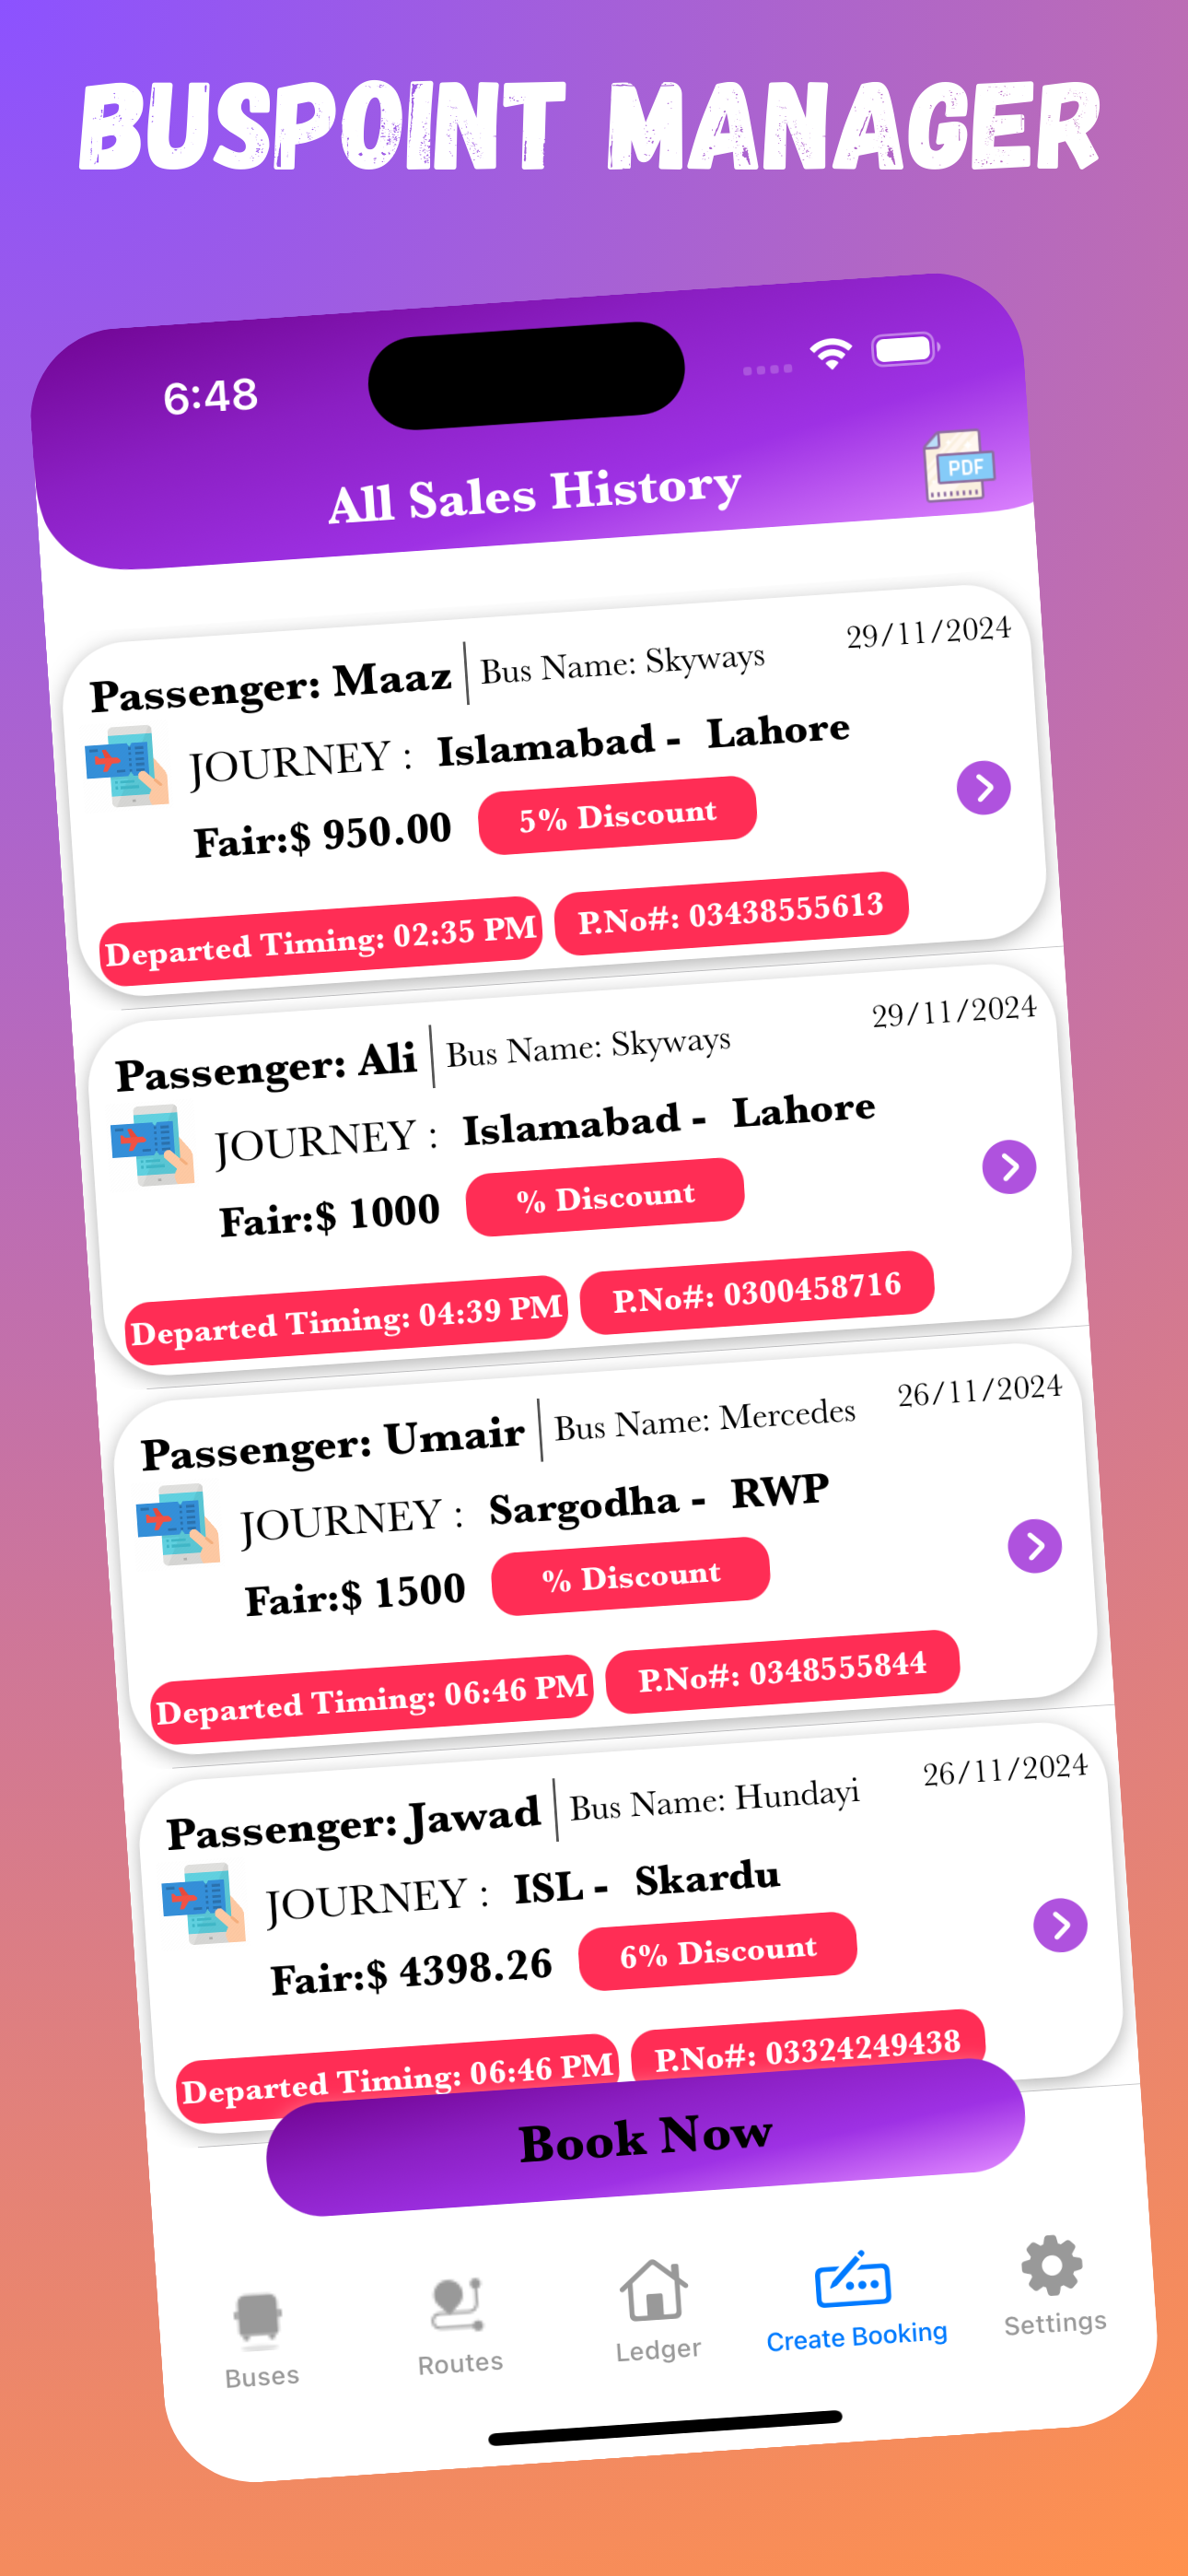 BUSPOINT MANAGER
6:48
PDF
All Sales History
Passenger: Maaz Bus Name: Skyways 29/11/2024
JOURNEY : Islamabad - Lahore
Fair:$ 950.00 5% Discount
Departed Timing: 02:35 PM P.No#: 03438555613
Passenger: Ali Bus Name: Skyways 29/11/2024
JOURNEY : Islamabad - Lahore
Fair:$ 1000 % Discount
Departed Timing: 04:39 PM P.No#: 0300458716
Passenger: Umair Bus Name: Mercedes 26/11/2024
JOURNEY : Sargodha - RWP
Fair:$ 1500 % Discount
Departed Timing: 06:46 PM P.No#: 0348555844
Passenger: Jawad Bus Name: Hundayi 26/11/2024
JOURNEY : ISL - Skardu
Fair:$ 4398.26 6% Discount
Departed Timing: 06:46 PM P.No#: 03324249438
Book Now
Buses Routes Ledger Create Booking Settings